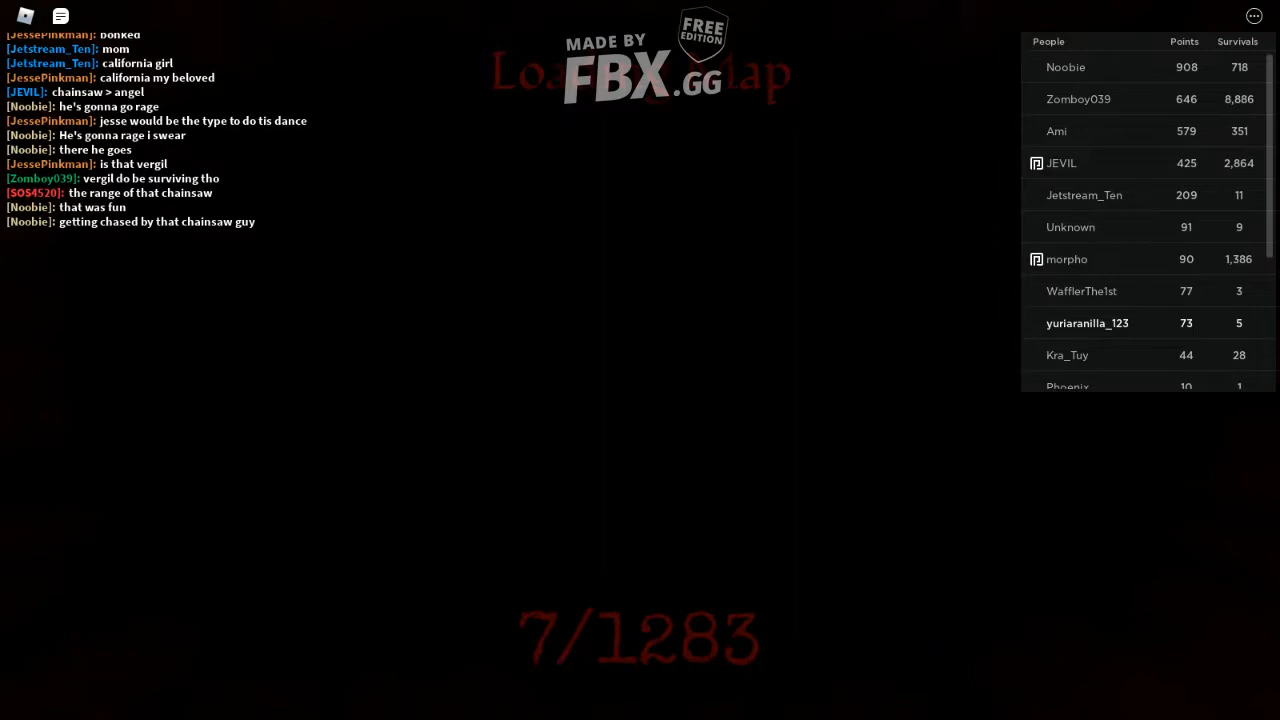 [JessePinkman]: bonked
[Jetstream_Ten]: mom
[Jetstream_Ten]: california girl
[JessePinkman]: california my beloved
[JEVIL]: chainsaw > angel
[Noobie]: he's gonna go rage
[JessePinkman]: jesse would be the type to do tis dance
[Noobie]: He's gonna rage i swear
[Noobie]: there he goes
[JessePinkman]: is that vergil
[Zomboy039]: vergil do be surviving tho
[SOS4520]: the range of that chainsaw
[Noobie]: that was fun
[Noobie]: getting chased by that chainsaw guy
Loading Map
MADE BY
FBX.GG
FREE
EDITION
7/1283
People Points Survivals
Noobie 908 718
Zomboy039 646 8,886
Ami 579 351
JEVIL 425 2,864
Jetstream_Ten 209 11
Unknown 91 9
morpho 90 1,386
WafflerThe1st 77 3
yuriaranilla_123 73 5
Kra_Tuy 44 28
Phoenix 10 1